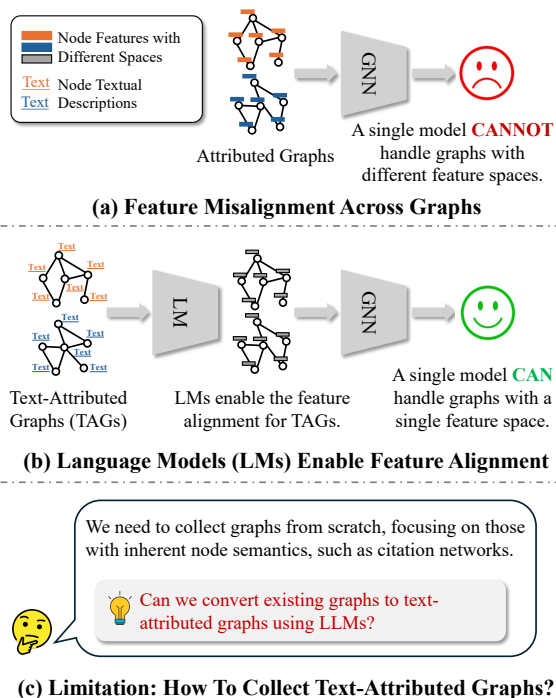 Node Features with
Different Spaces
Text Node Textual
Text Descriptions
GNN
Attributed Graphs
A single model CANNOT
handle graphs with
different feature spaces.
(a) Feature Misalignment Across Graphs
Text
Text
Text
Text
Text
Text
Text
Text
Text
Text
LM
GNN
Text-Attributed
Graphs (TAGs)
LMs enable the feature
alignment for TAGs.
A single model CAN
handle graphs with a
single feature space.
(b) Language Models (LMs) Enable Feature Alignment
We need to collect graphs from scratch, focusing on those
with inherent node semantics, such as citation networks.
Can we convert existing graphs to text-
attributed graphs using LLMs?
(c) Limitation: How To Collect Text-Attributed Graphs?